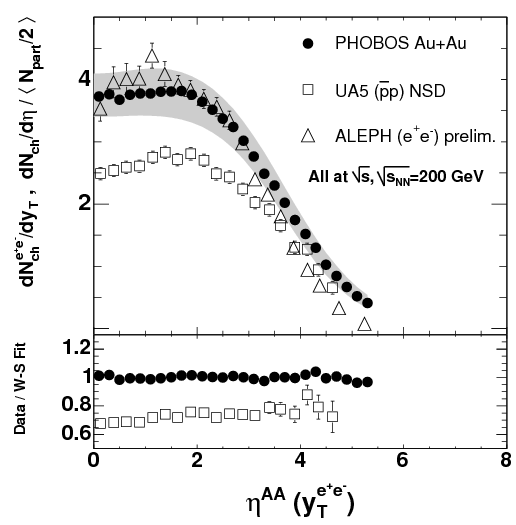 PHOBOS Au+Au
UA5 (p̅p) NSD
ALEPH (e⁺e⁻) prelim.
All at √s, √s_NN=200 GeV
dN_ch^e⁺e⁻/dy_T , dN_ch/dη / ⟨ N_part/2 ⟩
4
2
Data / W-S Fit
1.2
1
0.8
0.6
0 2 4 6 8
η^AA (y_T^e⁺e⁻)